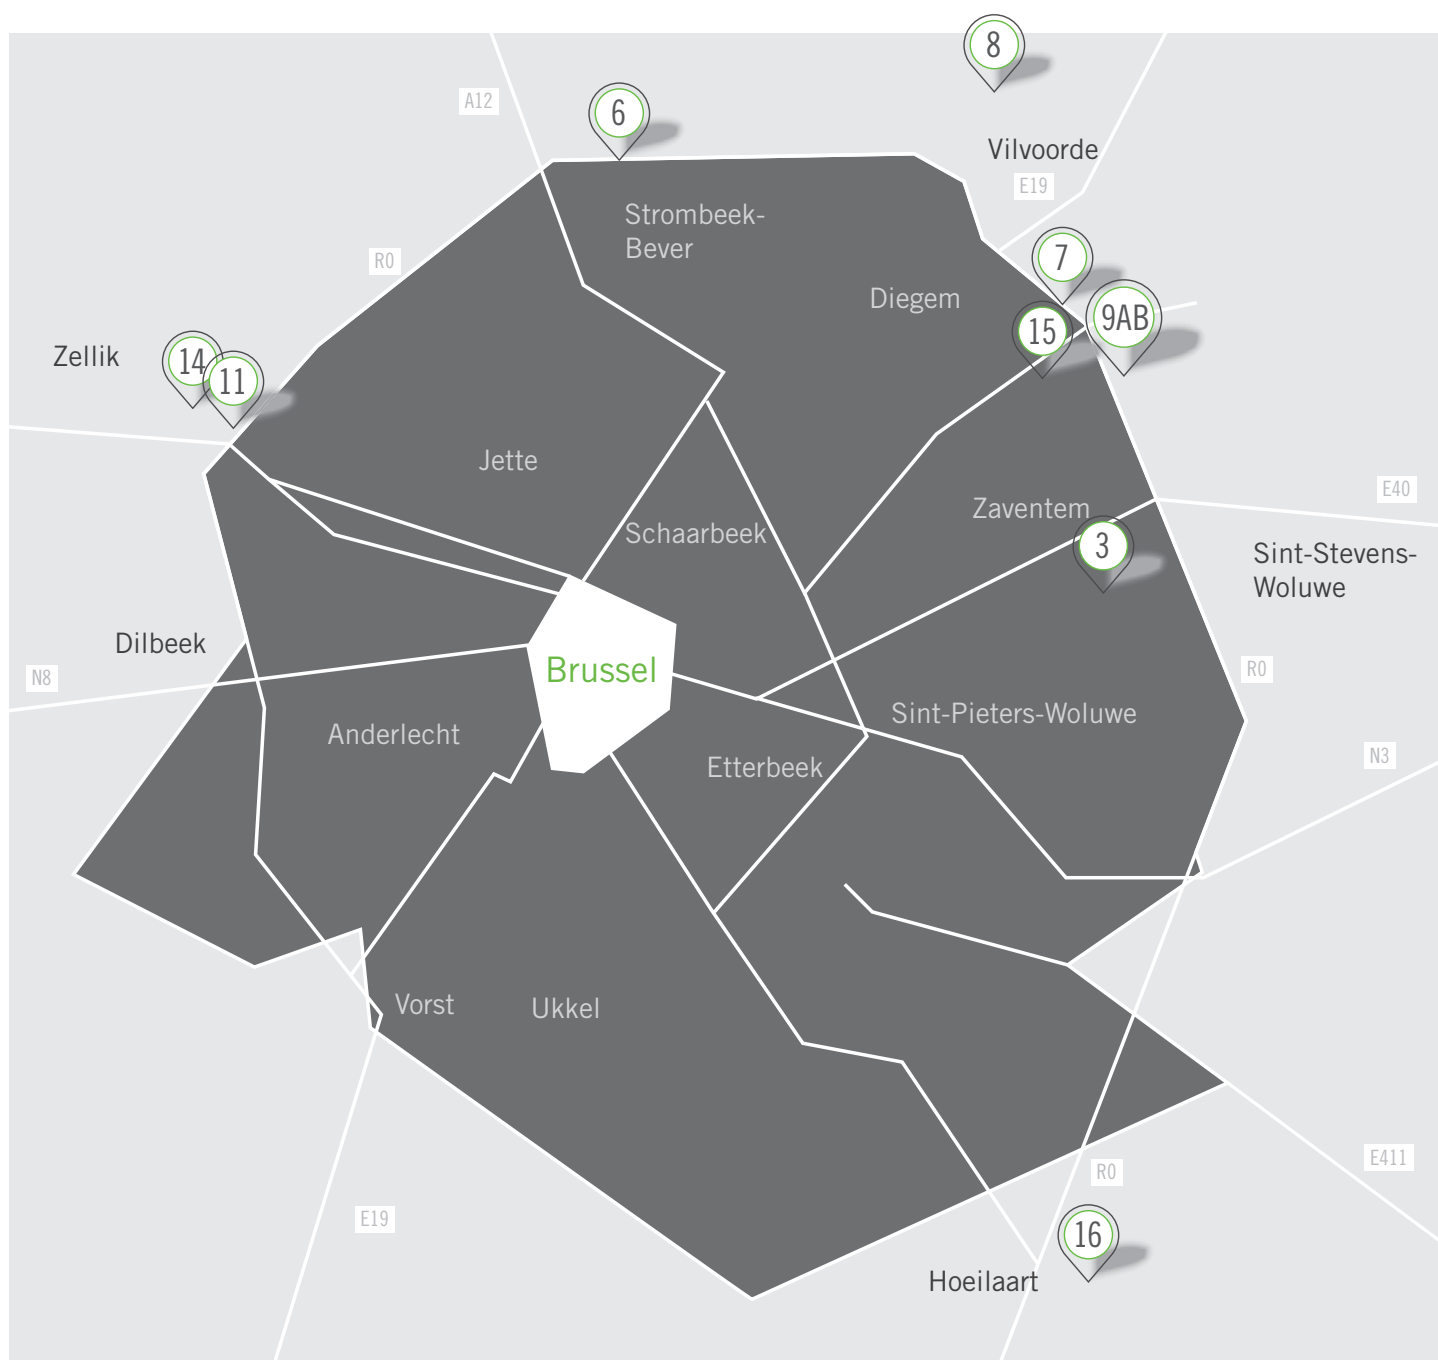 8
A12
6
Vilvoorde
E19
Strombeek-
Bever
R0
7
Diegem
9AB
15
Zellik
14
11
Jette
E40
Zaventem
Schaarbeek
3
Sint-Stevens-
Woluwe
Dilbeek
N8
Brussel
R0
Sint-Pieters-Woluwe
Anderlecht
N3
Etterbeek
Vorst
Ukkel
E411
R0
E19
16
Hoeilaart